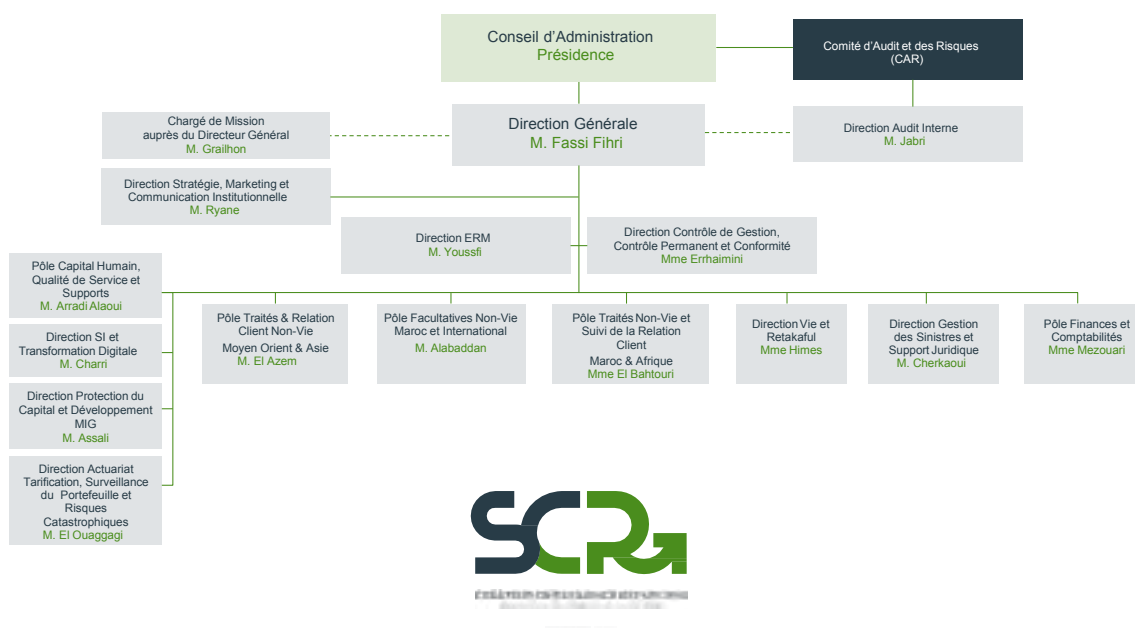 Conseil d'Administration
Présidence
Comité d'Audit et des Risques
(CAR)
Chargé de Mission
auprès du Directeur Général
M. Grailhon
Direction Générale
M. Fassi Fihri
Direction Audit Interne
M. Jabri
Direction Stratégie, Marketing et
Communication Institutionnelle
M. Ryane
Direction ERM
M. Youssfi
Direction Contrôle de Gestion,
Contrôle Permanent et Conformité
Mme Errhaimini
Pôle Capital Humain,
Qualité de Service et
Supports
M. Arradi Alaoui
Direction SI et
Transformation Digitale
M. Charri
Direction Protection du
Capital et Développement
MIG
M. Assali
Direction Actuariat
Tarification, Surveillance
du Portefeuille et
Risques
Catastrophiques
M. El Ouaggagi
Pôle Traités & Relation
Client Non-Vie
Moyen Orient & Asie
M. El Azem
Pôle Facultatives Non-Vie
Maroc et International
M. Alabaddan
Pôle Traités Non-Vie et
Suivi de la Relation
Client
Maroc & Afrique
Mme El Bahtouri
Direction Vie et
Retakaful
Mme Himes
Direction Gestion
des Sinistres et
Support Juridique
M. Cherkaoui
Pôle Finances et
Comptabilités
Mme Mezouari
SCR